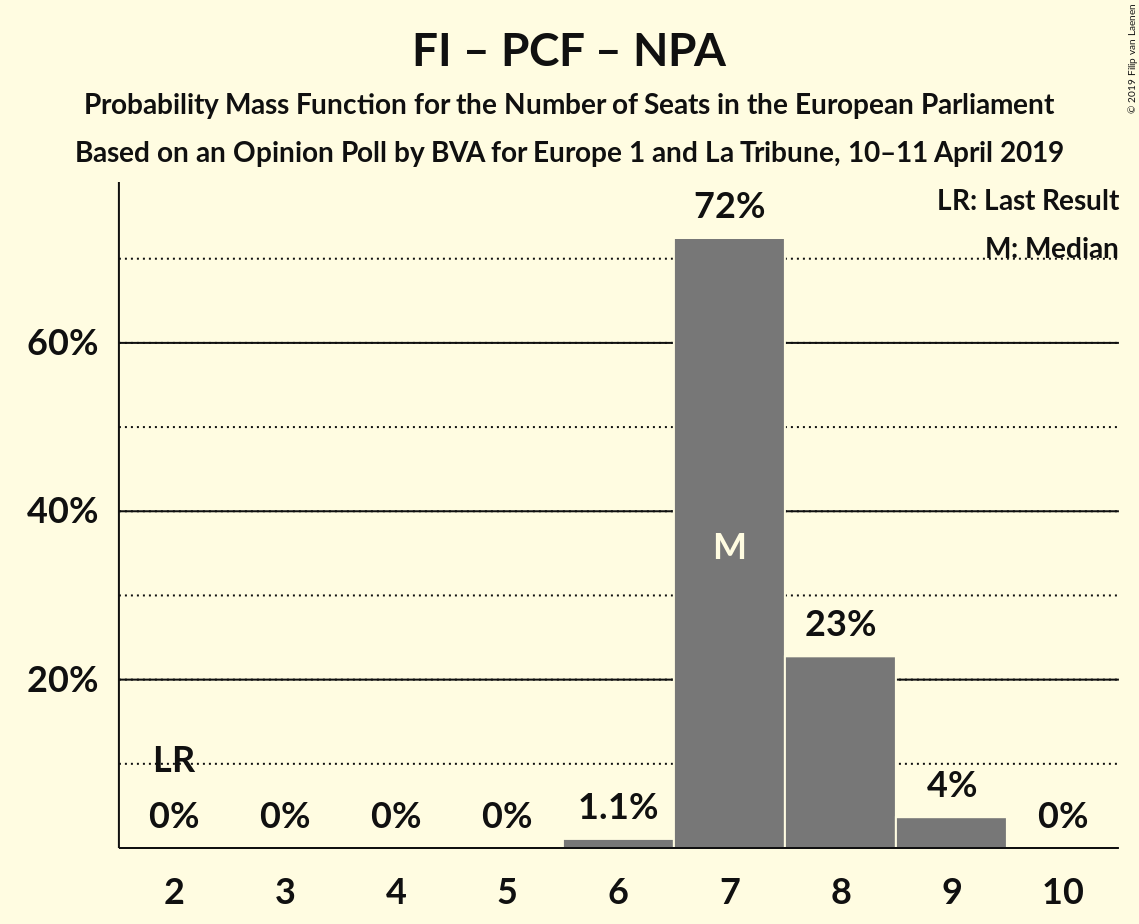 FI – PCF – NPA
Probability Mass Function for the Number of Seats in the European Parliament
Based on an Opinion Poll by BVA for Europe 1 and La Tribune, 10–11 April 2019
© 2019 Filip van Laenen
LR: Last Result
M: Median
72%
60%
40%
M
23%
20%
LR
0%
0%
0%
0%
1.1%
4%
0%
2 3 4 5 6 7 8 9 10